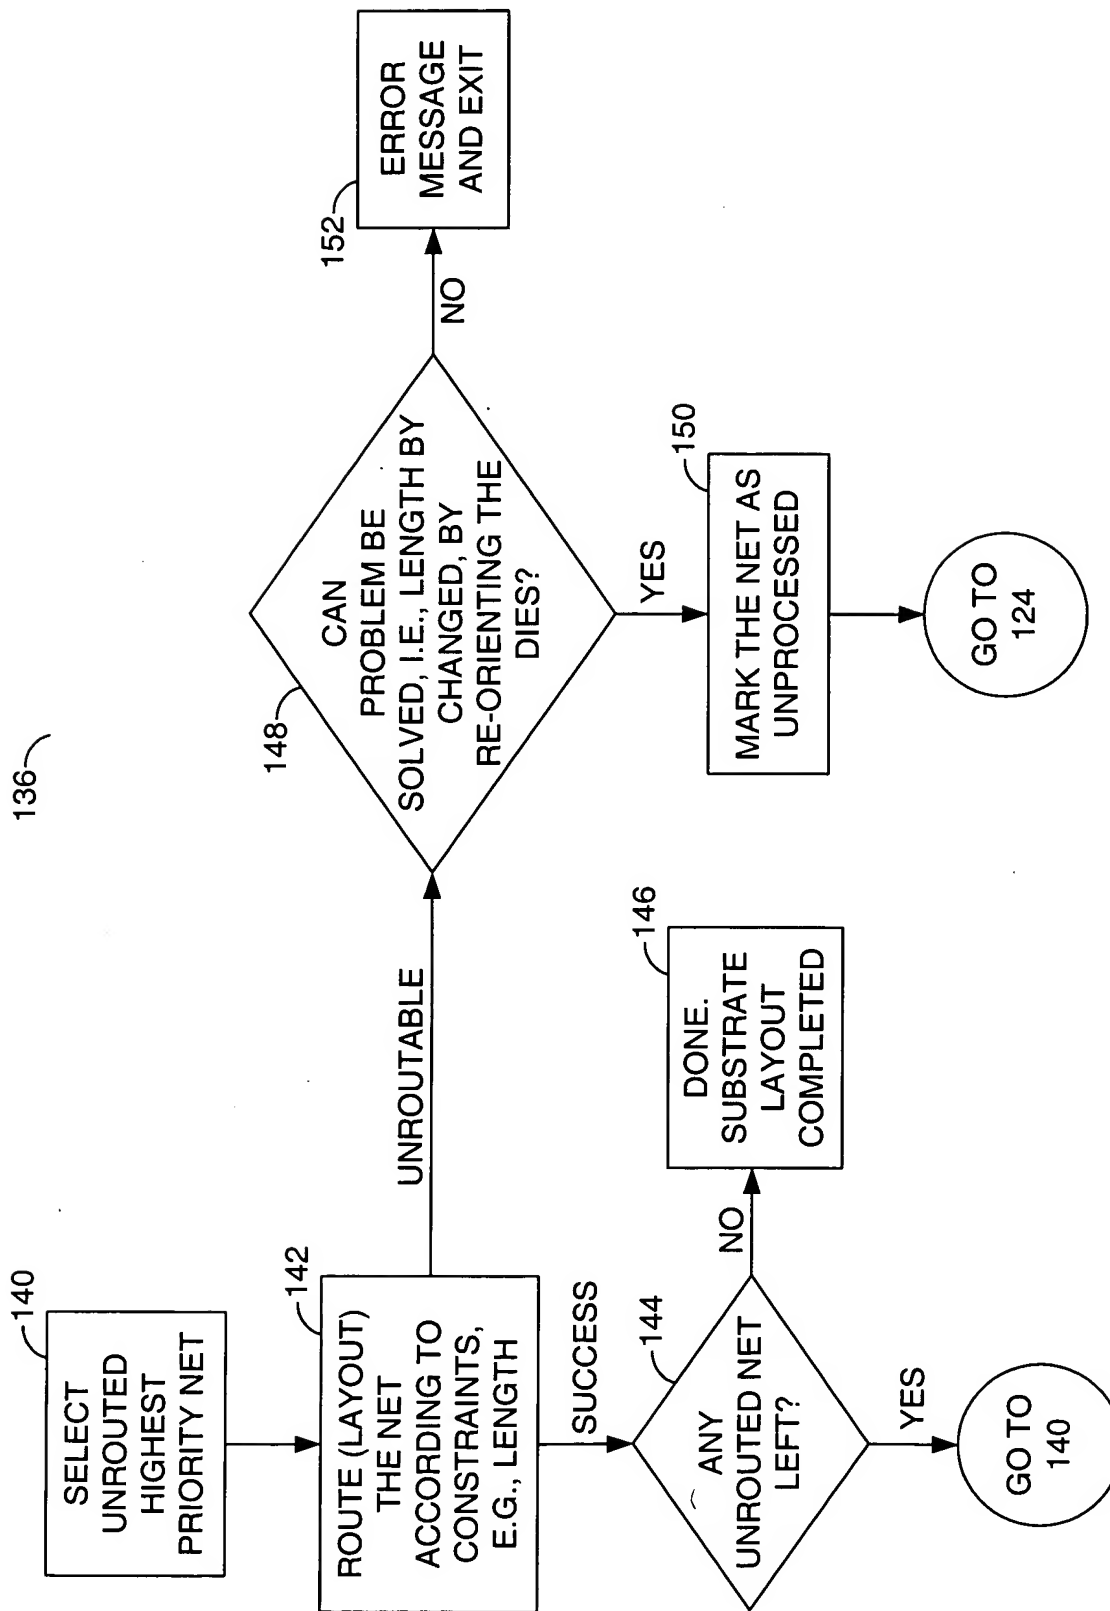 136
140
SELECT
UNROUTED
HIGHEST
PRIORITY NET
142
ROUTE (LAYOUT)
THE NET
ACCORDING TO
CONSTRAINTS,
E.G., LENGTH
UNROUTABLE
SUCCESS
144
ANY
UNROUTED NET
LEFT?
NO
YES
GO TO
140
146
DONE.
SUBSTRATE
LAYOUT
COMPLETED
148
CAN
PROBLEM BE
SOLVED, I.E., LENGTH BY
CHANGED, BY
RE-ORIENTING THE
DIES?
NO
YES
150
MARK THE NET AS
UNPROCESSED
GO TO
124
152
ERROR
MESSAGE
AND EXIT